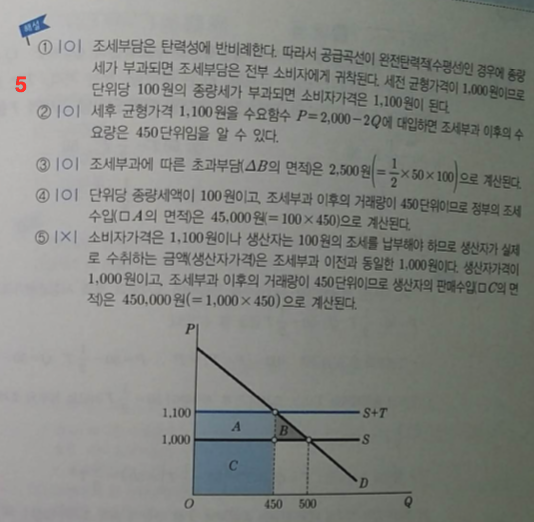 해설
5
① |○| 조세부담은 탄력성에 반비례한다. 따라서 공급곡선이 완전탄력적(수평선)인 경우에 종량
세가 부과되면 조세부담은 전부 소비자에게 귀착된다. 세전 균형가격이 1,000원이므로
단위당 100원의 종량세가 부과되면 소비자가격은 1,100원이 된다.
② |○| 세후 균형가격 1,100원을 수요함수 P=2,000-2Q에 대입하면 조세부과 이후의 수
요량은 450단위임을 알 수 있다.
③ |○| 조세부과에 따른 초과부담(ΔB의 면적)은 2,500원(=1/2×50×100)으로 계산된다.
④ |○| 단위당 종량세액이 100원이고, 조세부과 이후의 거래량이 450단위이므로 정부의 조세
수입(□A의 면적)은 45,000원(=100×450)으로 계산된다.
⑤ |×| 소비자가격은 1,100원이나 생산자는 100원의 조세를 납부해야 하므로 생산자가 실제
로 수취하는 금액(생산자가격)은 조세부과 이전과 동일한 1,000원이다. 생산자가격이
1,000원이고, 조세부과 이후의 거래량이 450단위이므로 생산자의 판매수입(□C의 면
적)은 450,000원(=1,000×450)으로 계산된다.
P
1,100
A
B
S+T
1,000
S
C
D
O
450
500
Q